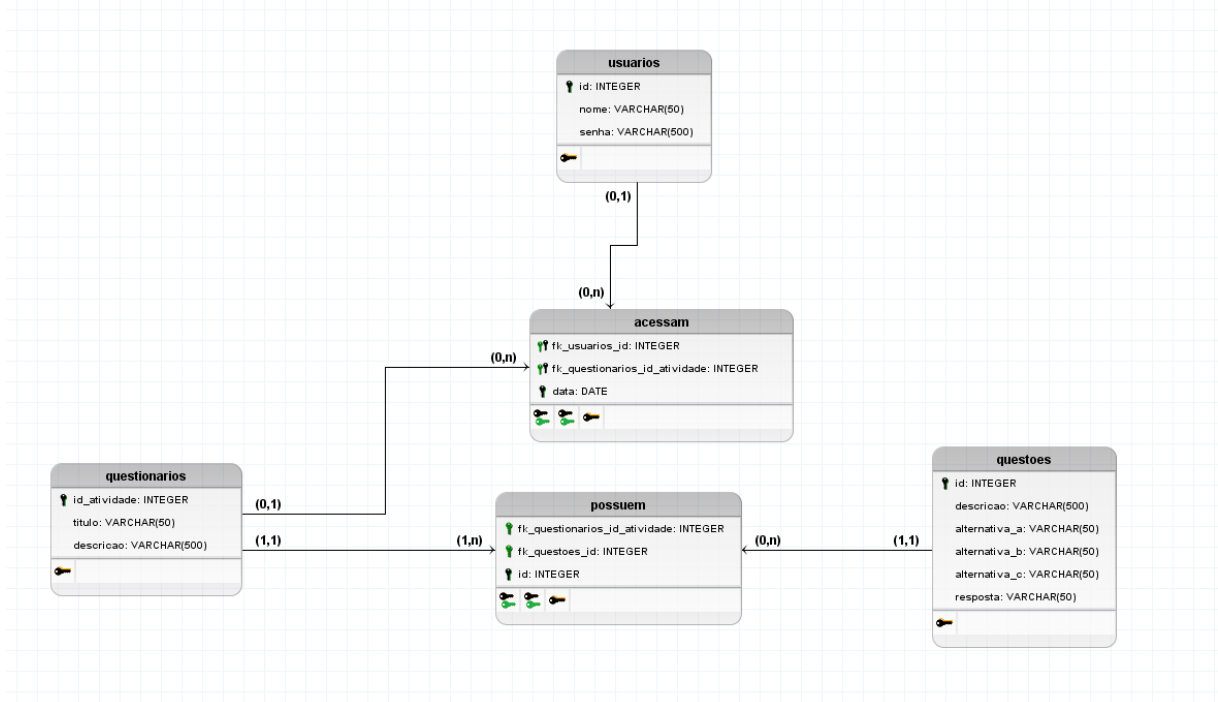 usuarios
id: INTEGER
nome: VARCHAR(50)
senha: VARCHAR(500)
(0,1)
(0,n)
acessam
fk_usuarios_id: INTEGER
fk_questionarios_id_atividade: INTEGER
data: DATE
(0,n)
questionarios
id_atividade: INTEGER
titulo: VARCHAR(50)
descricao: VARCHAR(500)
(0,1)
(1,1)
(1,n)
possuem
fk_questionarios_id_atividade: INTEGER
fk_questoes_id: INTEGER
id: INTEGER
(0,n)
(1,1)
questoes
id: INTEGER
descricao: VARCHAR(500)
alternativa_a: VARCHAR(50)
alternativa_b: VARCHAR(50)
alternativa_c: VARCHAR(50)
resposta: VARCHAR(50)